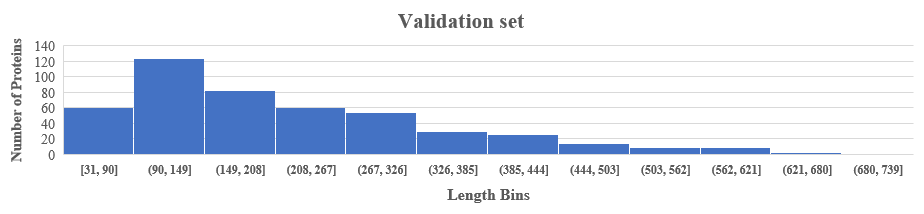 Validation set
Number of Proteins
140
120
100
80
60
40
20
0
[31, 90] (90, 149] (149, 208] (208, 267] (267, 326] (326, 385] (385, 444] (444, 503] (503, 562] (562, 621] (621, 680] (680, 739]
Length Bins